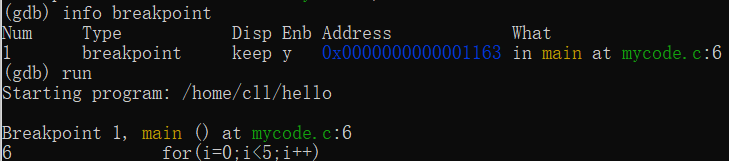 (gdb) info breakpoint
Num     Type           Disp Enb Address            What
1       breakpoint     keep y   0x0000000000001163 in main at mycode.c:6
(gdb) run
Starting program: /home/cll/hello

Breakpoint 1, main () at mycode.c:6
6               for(i=0;i<5;i++)